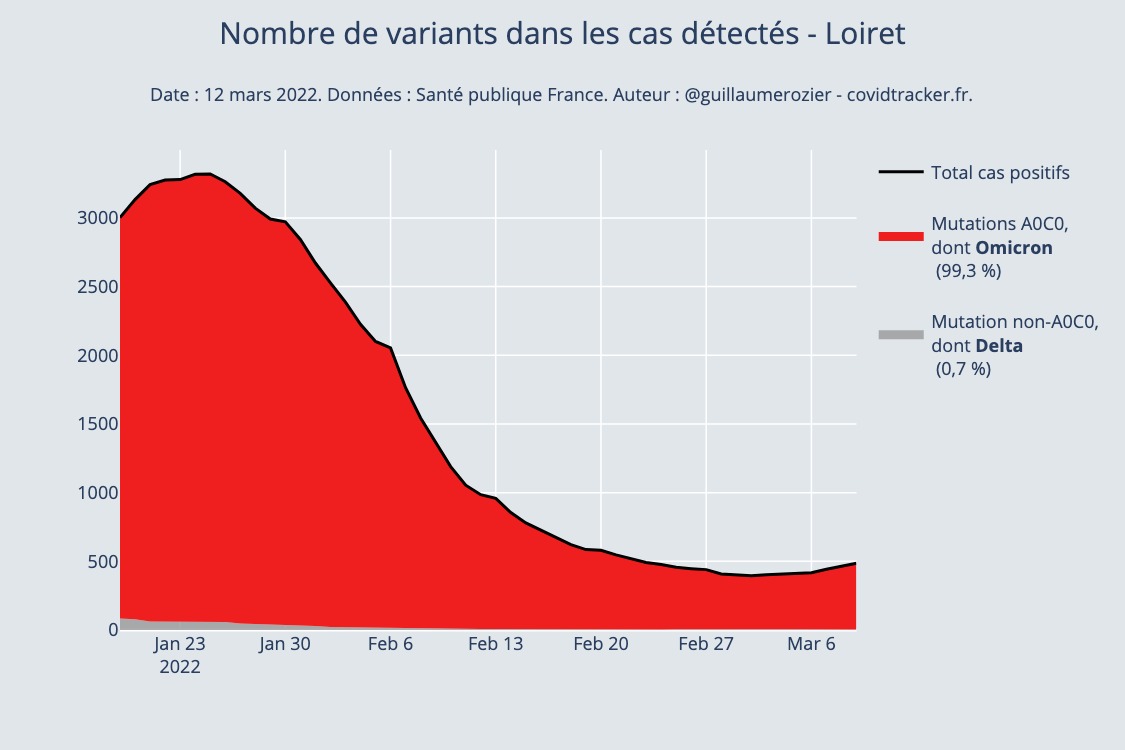 Nombre de variants dans les cas détectés - Loiret
Date : 12 mars 2022. Données : Santé publique France. Auteur : @guillaumerozier - covidtracker.fr.
Total cas positifs
Mutations A0C0,
dont Omicron
(99,3 %)
Mutation non-A0C0,
dont Delta
(0,7 %)
3000
2500
2000
1500
1000
500
0
Jan 23 Jan 30 Feb 6 Feb 13 Feb 20 Feb 27 Mar 6
2022